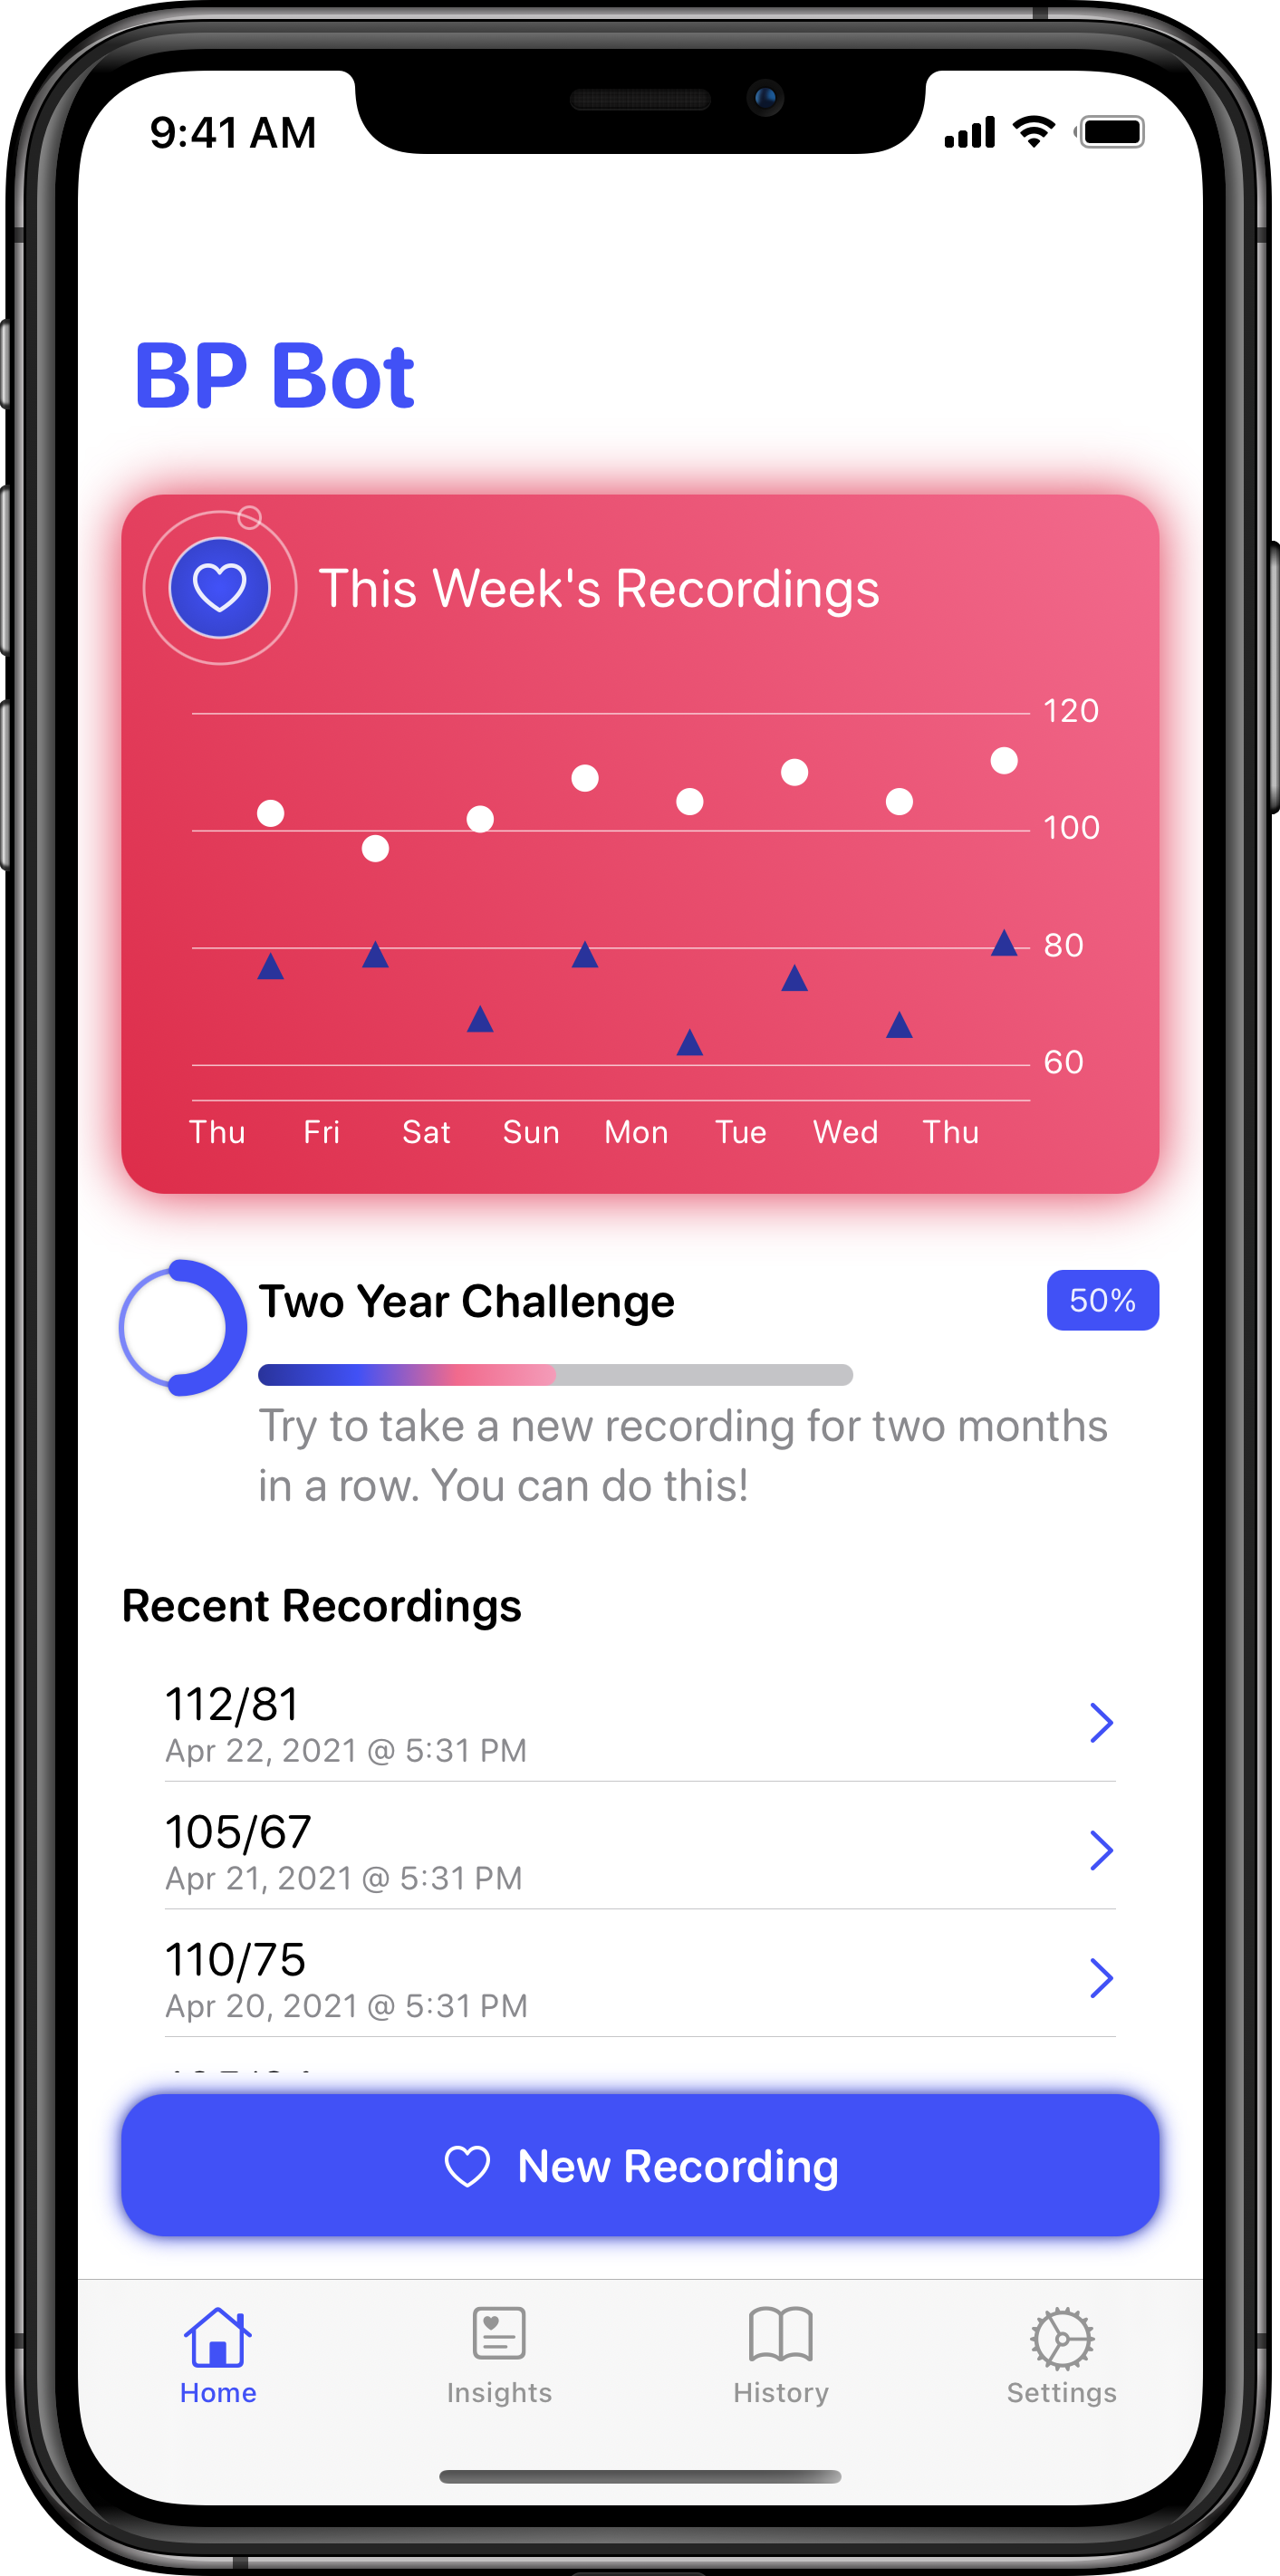 9:41 AM
BP Bot
This Week's Recordings
120
100
80
60
Thu Fri Sat Sun Mon Tue Wed Thu
Two Year Challenge
50%
Try to take a new recording for two months
in a row. You can do this!
Recent Recordings
112/81
Apr 22, 2021 @ 5:31 PM
105/67
Apr 21, 2021 @ 5:31 PM
110/75
Apr 20, 2021 @ 5:31 PM
New Recording
Home Insights History Settings